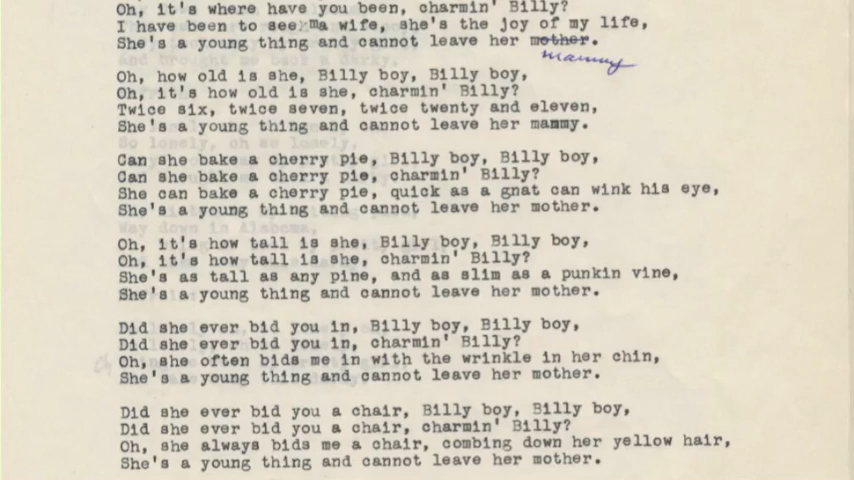 Oh, it's where have you been, charmin' Billy?
I have been to see ma wife, she's the joy of my life,
She's a young thing and cannot leave her mother.
mammy
Oh, how old is she, Billy boy, Billy boy,
Oh, it's how old is she, charmin' Billy?
Twice six, twice seven, twice twenty and eleven,
She's a young thing and cannot leave her mammy.
Can she bake a cherry pie, Billy boy, Billy boy,
Can she bake a cherry pie, charmin' Billy?
She can bake a cherry pie, quick as a gnat can wink his eye,
She's a young thing and cannot leave her mother.
Oh, it's how tall is she, Billy boy, Billy boy,
Oh, it's how tall is she, charmin' Billy?
She's as tall as any pine, and as slim as a punkin vine,
She's a young thing and cannot leave her mother.
Did she ever bid you in, Billy boy, Billy boy,
Did she ever bid you in, charmin' Billy?
Oh, she often bids me in with the wrinkle in her chin,
She's a young thing and cannot leave her mother.
Did she ever bid you a chair, Billy boy, Billy boy,
Did she ever bid you a chair, charmin' Billy?
Oh, she always bids me a chair, combing down her yellow hair,
She's a young thing and cannot leave her mother.